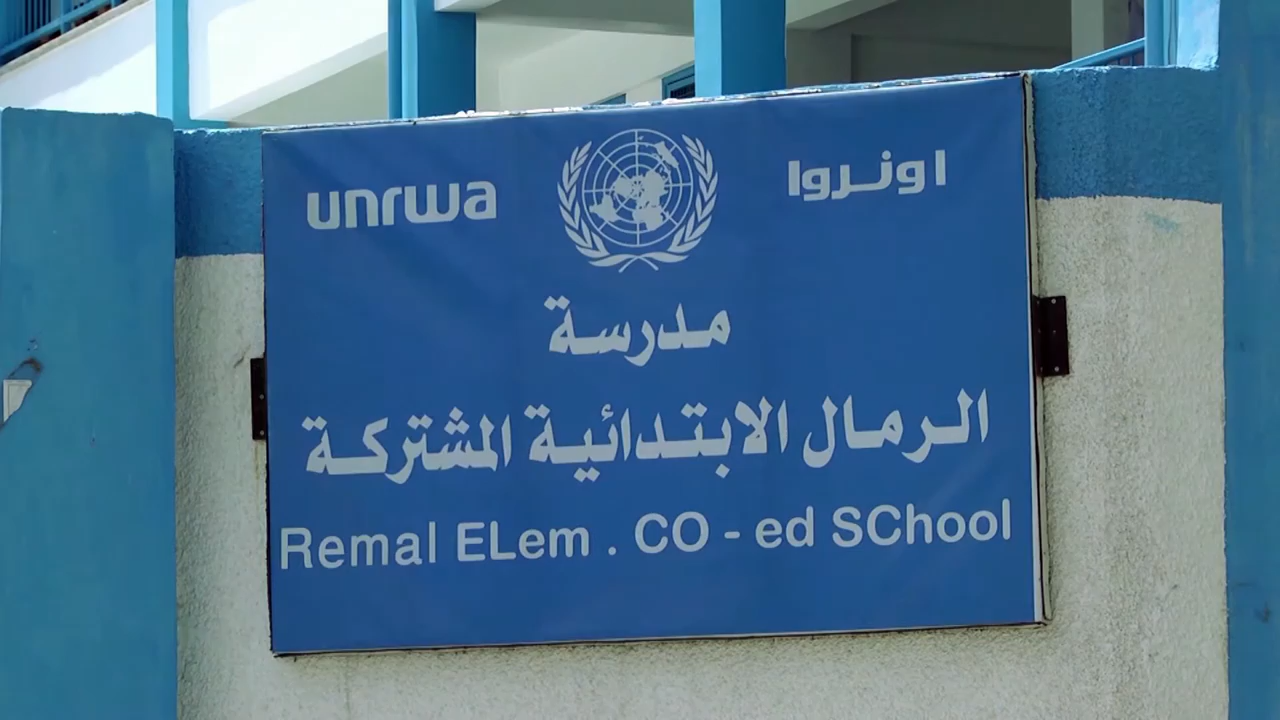 unrwa
اونروا
مدرسة
الرمال الابتدائية المشتركة
Remal ELem . CO - ed SChool